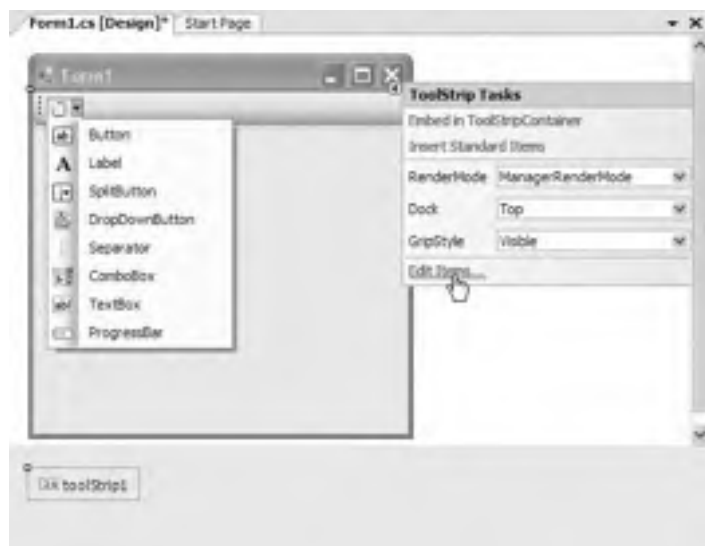 Form1.cs [Design]* Start Page
Form1
ToolStrip Tasks
Embed in ToolStripContainer
Insert Standard Items
RenderMode ManagerRenderMode
Dock Top
GripStyle Visible
Edit Items...
Button
Label
SplitButton
DropDownButton
Separator
ComboBox
TextBox
ProgressBar
toolStrip1